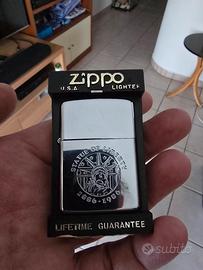 Zippo
U.S.A. LIGHTER
STATUE OF LIBERTY
1886-1986
LIFETIME GUARANTEE
subito